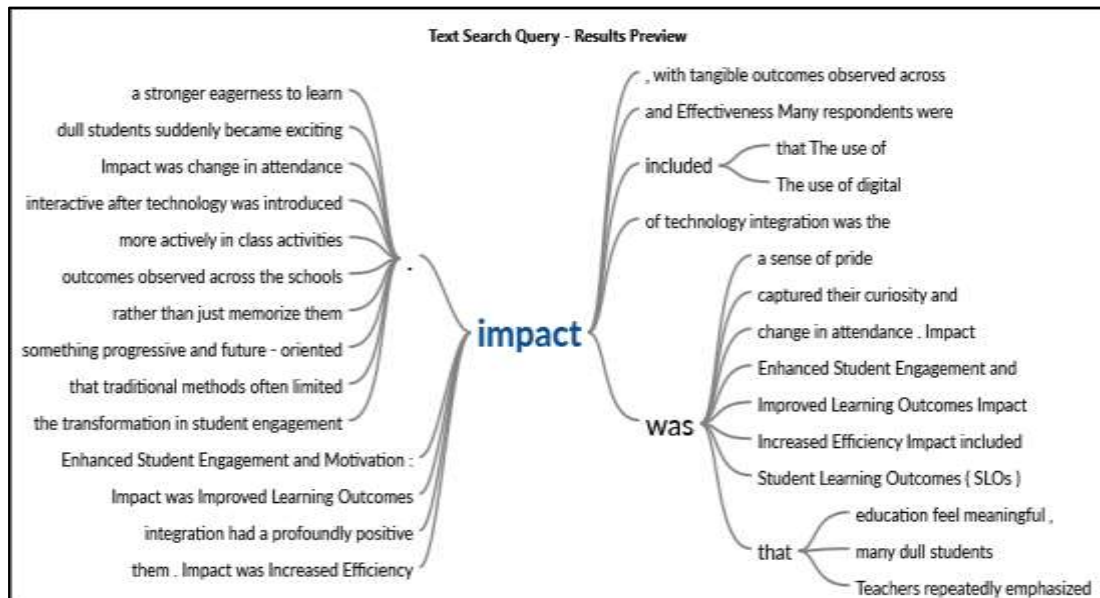 Text Search Query - Results Preview
a stronger eagerness to learn
dull students suddenly became exciting
Impact was change in attendance
interactive after technology was introduced
more actively in class activities
outcomes observed across the schools
rather than just memorize them
something progressive and future - oriented
that traditional methods often limited
the transformation in student engagement
.
Enhanced Student Engagement and Motivation :
Impact was Improved Learning Outcomes
integration had a profoundly positive
them . Impact was Increased Efficiency
impact
, with tangible outcomes observed across
and Effectiveness Many respondents were
included
that The use of
The use of digital
of technology integration was the
was
a sense of pride
captured their curiosity and
change in attendance . Impact
Enhanced Student Engagement and
Improved Learning Outcomes Impact
Increased Efficiency Impact included
Student Learning Outcomes ( SLOs )
that
education feel meaningful ,
many dull students
Teachers repeatedly emphasized